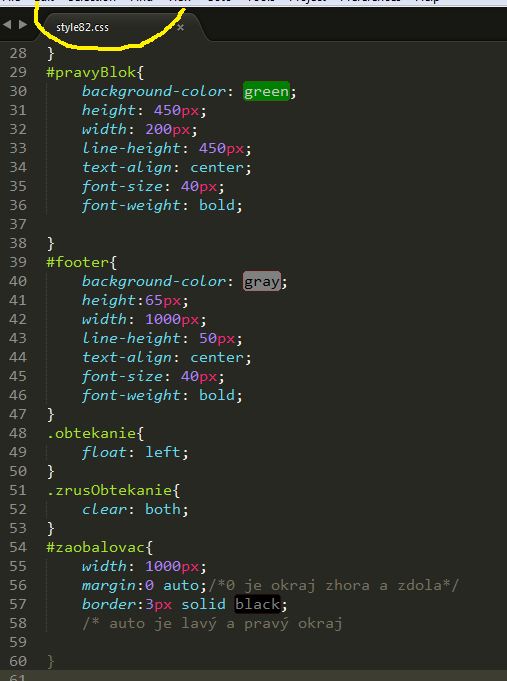 style82.css ×
28 }
29 #pravyBlok{
30 background-color: green;
31 height: 450px;
32 width: 200px;
33 line-height: 450px;
34 text-align: center;
35 font-size: 40px;
36 font-weight: bold;
37
38 }
39 #footer{
40 background-color: gray;
41 height:65px;
42 width: 1000px;
43 line-height: 50px;
44 text-align: center;
45 font-size: 40px;
46 font-weight: bold;
47 }
48 .obtekanie{
49 float: left;
50 }
51 .zrusObtekanie{
52 clear: both;
53 }
54 #zaobalovac{
55 width: 1000px;
56 margin:0 auto;/*0 je okraj zhora a zdola*/
57 border:3px solid black;
58 /* auto je lavý a pravý okraj
59
60 }
61